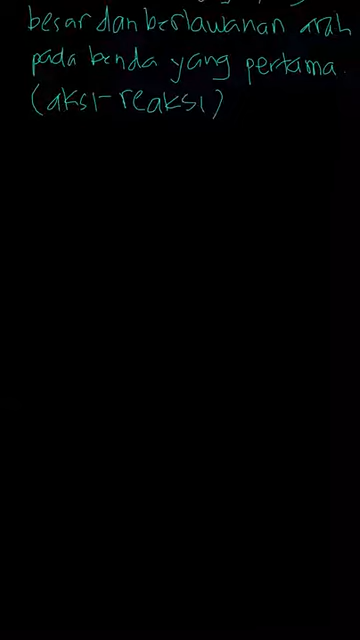 besar dan berlawanan arah
pada benda yang pertama.
(aksi-reaksi)